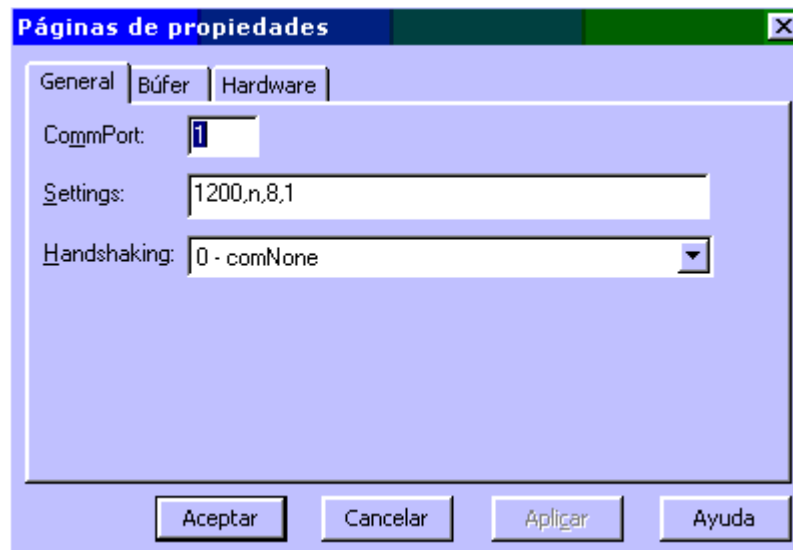 Páginas de propiedades
General Búfer Hardware
CommPort: 1
Settings: 1200,n,8,1
Handshaking: 0 - comNone
Aceptar Cancelar Aplicar Ayuda